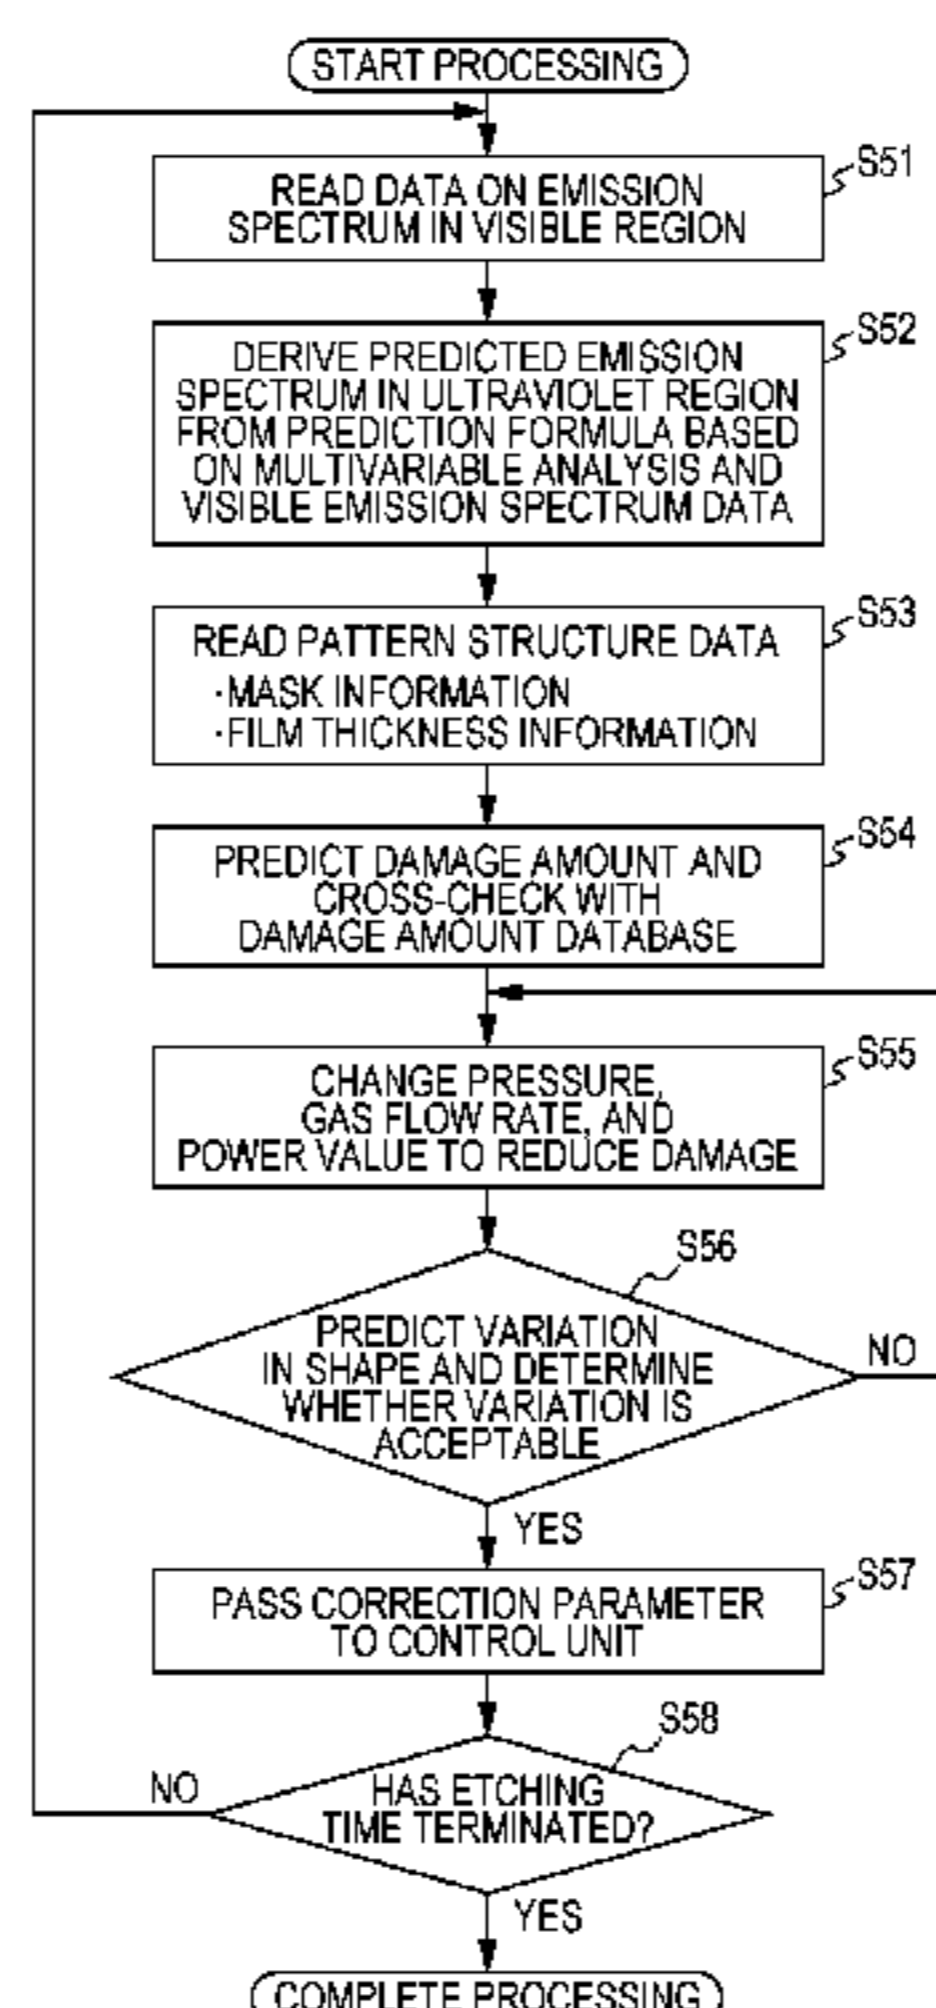 START PROCESSING
S51
READ DATA ON EMISSION
SPECTRUM IN VISIBLE REGION
S52
DERIVE PREDICTED EMISSION
SPECTRUM IN ULTRAVIOLET REGION
FROM PREDICTION FORMULA BASED
ON MULTIVARIABLE ANALYSIS AND
VISIBLE EMISSION SPECTRUM DATA
S53
READ PATTERN STRUCTURE DATA
·MASK INFORMATION
·FILM THICKNESS INFORMATION
S54
PREDICT DAMAGE AMOUNT AND
CROSS-CHECK WITH
DAMAGE AMOUNT DATABASE
S55
CHANGE PRESSURE,
GAS FLOW RATE, AND
POWER VALUE TO REDUCE DAMAGE
S56
PREDICT VARIATION
IN SHAPE AND DETERMINE
WHETHER VARIATION IS
ACCEPTABLE
NO
YES
S57
PASS CORRECTION PARAMETER
TO CONTROL UNIT
S58
HAS ETCHING
TIME TERMINATED?
NO
YES
COMPLETE PROCESSING